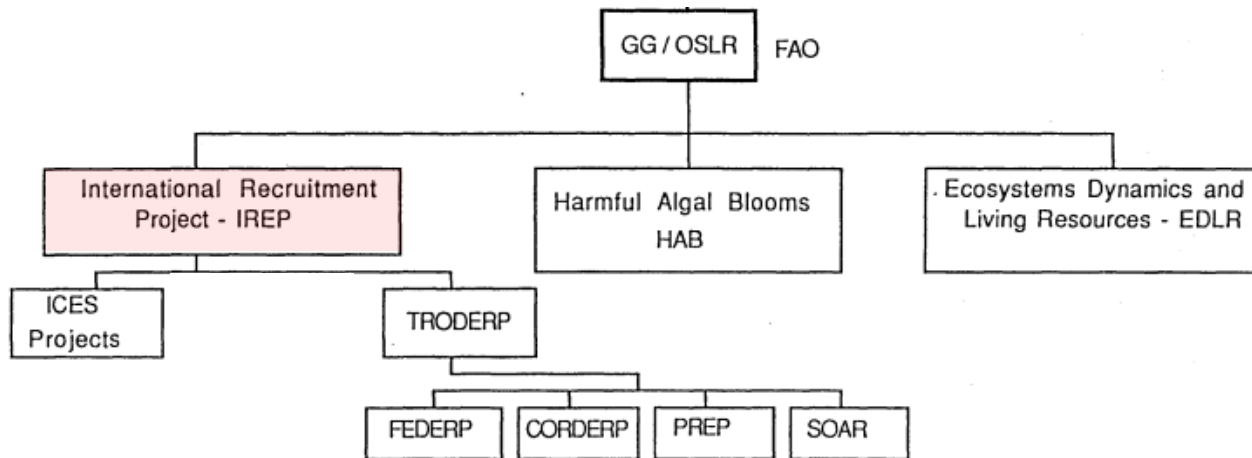 GG / OSLR
FAO
International Recruitment
Project - IREP
Harmful Algal Blooms
HAB
Ecosystems Dynamics and
Living Resources - EDLR
ICES
Projects
TRODERP
FEDERP
CORDERP
PREP
SOAR